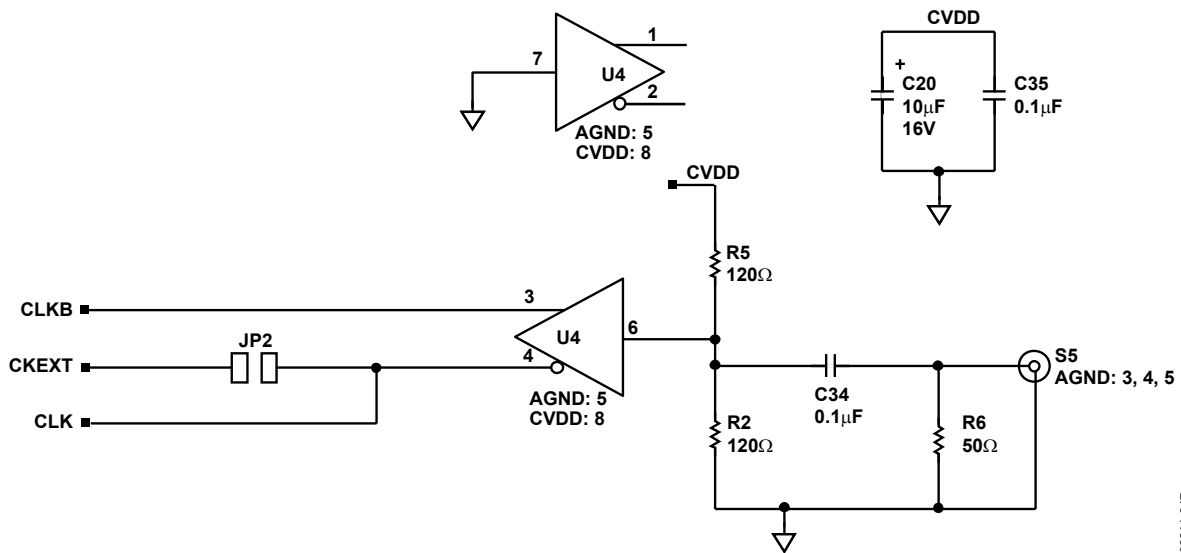 CVDD
1
7
U4
2
AGND: 5
CVDD: 8
+
C20
10μF
16V
C35
0.1μF
CVDD
R5
120Ω
CLKB
3
U4
6
JP2
CKEXT
4
CLK
AGND: 5
CVDD: 8
C34
0.1μF
S5
AGND: 3, 4, 5
R2
120Ω
R6
50Ω